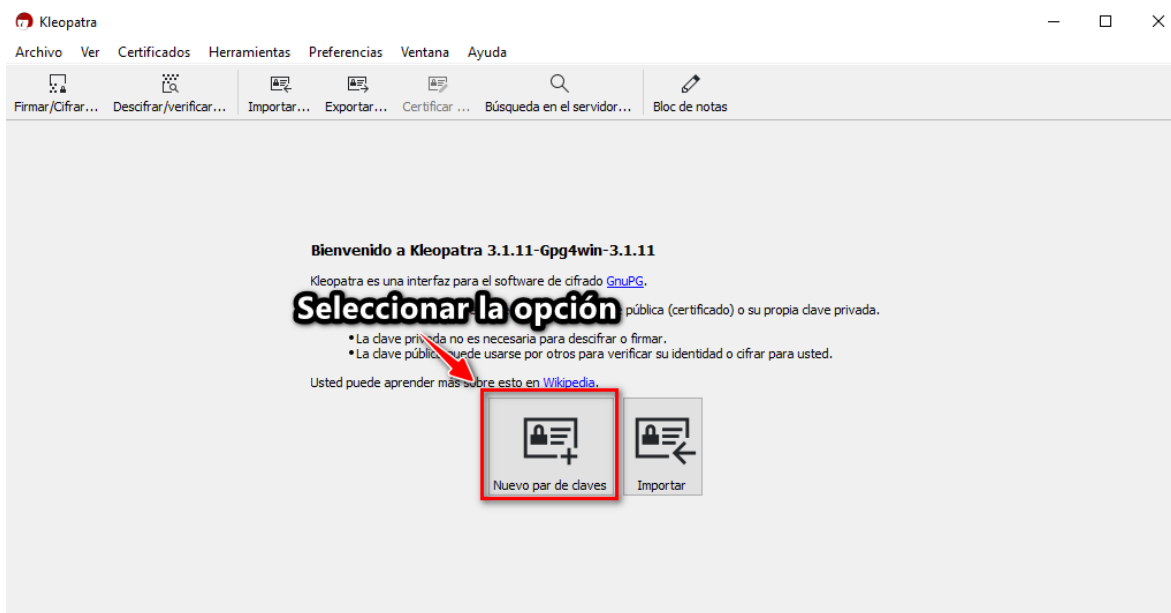 Kleopatra
Archivo Ver Certificados Herramientas Preferencias Ventana Ayuda
Firmar/Cifrar... Descifrar/verificar... Importar... Exportar... Certificar ... Búsqueda en el servidor... Bloc de notas
Bienvenido a Kleopatra 3.1.11-Gpg4win-3.1.11
Kleopatra es una interfaz para el software de cifrado GnuPG.
Seleccionar la opción
pública (certificado) o su propia clave privada.
•La clave privada no es necesaria para descifrar o firmar.
•La clave pública puede usarse por otros para verificar su identidad o cifrar para usted.
Usted puede aprender más sobre esto en Wikipedia.
Nuevo par de claves Importar